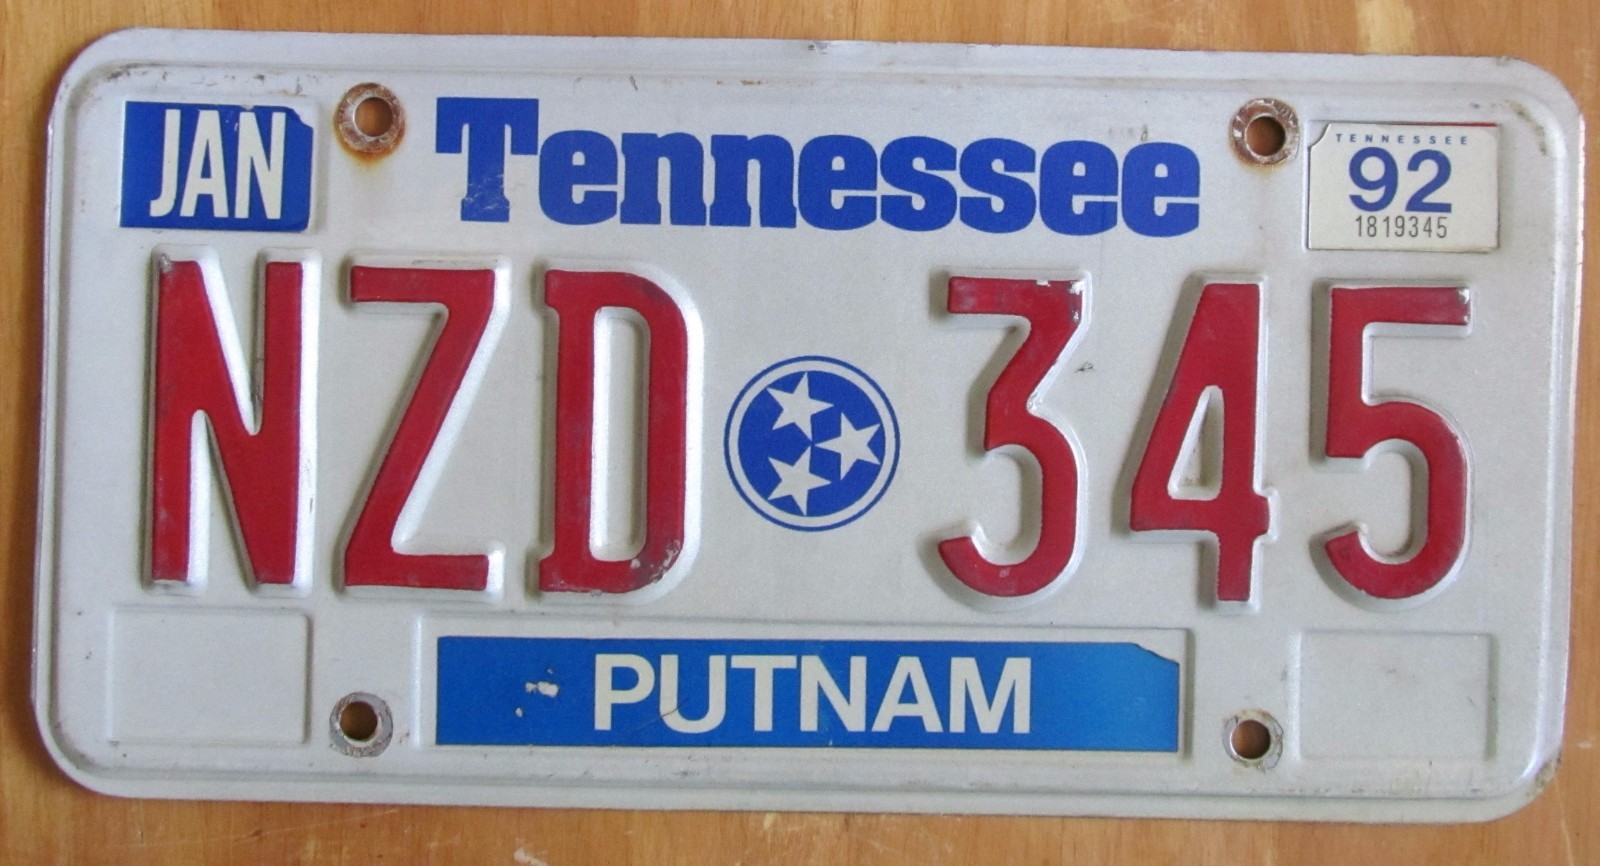 JAN
Tennessee
TENNESSEE
92
1819345
NZD 345
PUTNAM